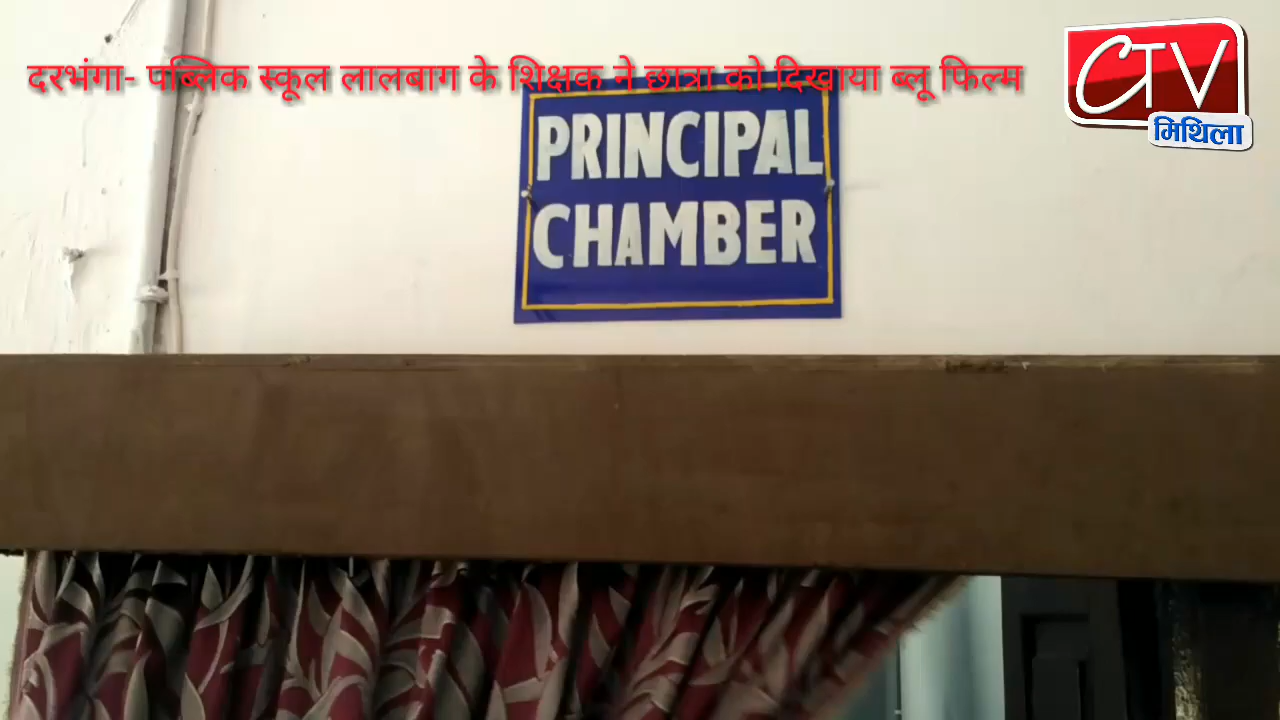 दरभंगा- पब्लिक स्कूल लालबाग के शिक्षक ने छात्रा को दिखाया ब्लू फिल्म
CTV
मिथिला
PRINCIPAL
CHAMBER